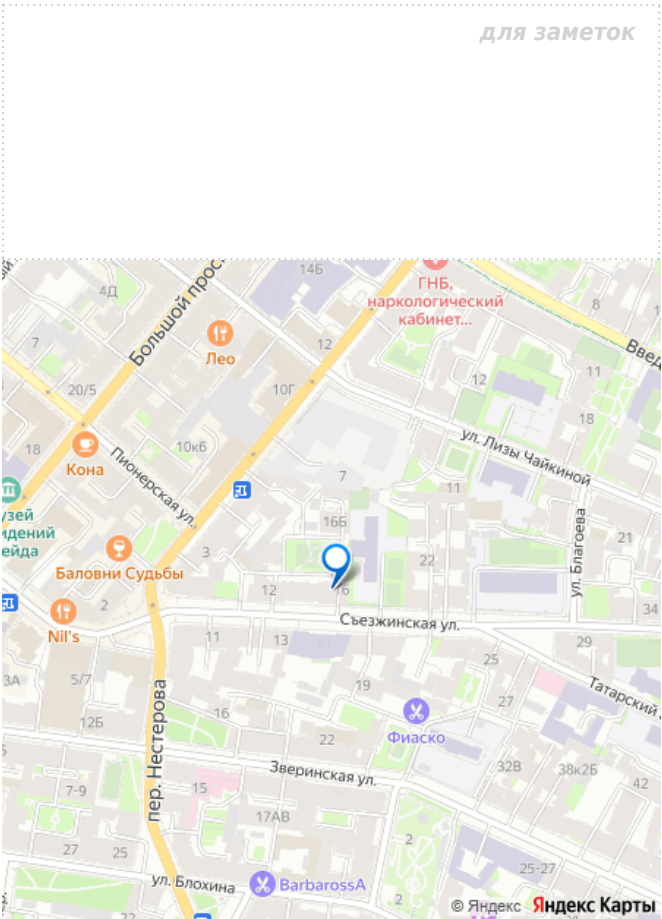 для заметок
14Б
ГНБ,
наркологический
кабинет...
4Д
Большой прос
8
7
Лео
12
Введ
11
20/5
10Г
12
18
18
Кона
10к6
ул. Лизы Чайкиной
Пионерская ул.
7
11
узей
идений
ейда
16Б
3
22
ул. Благоева
21
Баловни Судьбы
12
16
2
Nil's
Съезжинская ул.
34
11
13
29
25
3А
5/7
19
27
Татарский
пер. Нестерова
16
12Б
Фиаско
22
32В
38к2Б
Зверинская ул.
42
7-9
15
17АВ
27
25
2
25-27
ул. Блохина
BarbarossA
2
© Яндекс Яндекс Карты